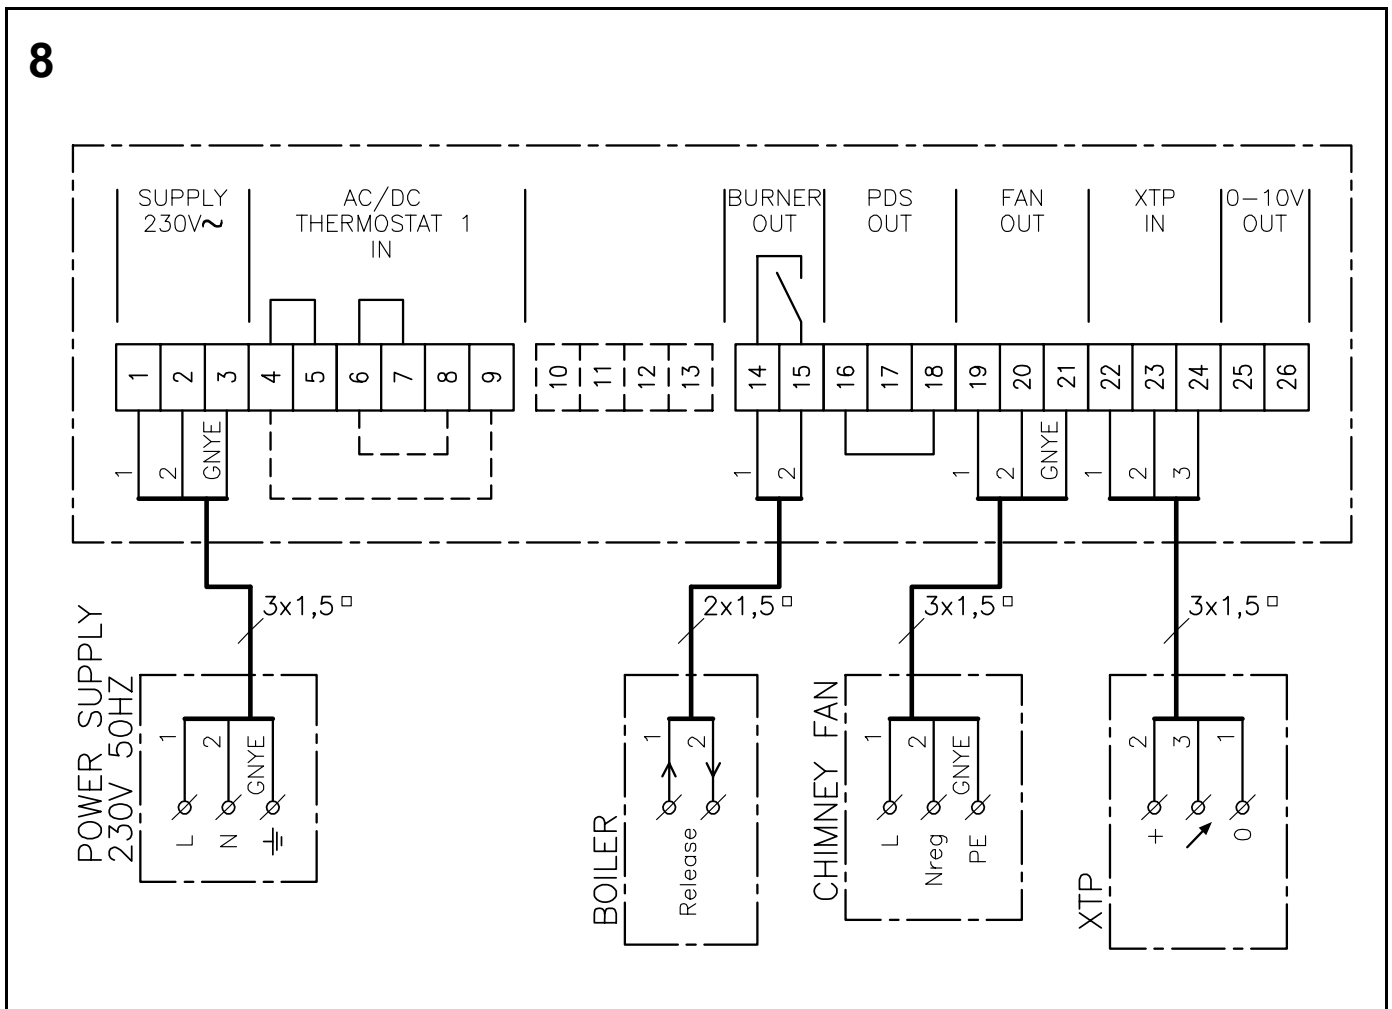 8
SUPPLY
230V~
AC/DC
THERMOSTAT 1
IN
BURNER
OUT
PDS
OUT
FAN
OUT
XTP
IN
0-10V
OUT
1 2 3 4 5 6 7 8 9 10 11 12 13 14 15 16 17 18 19 20 21 22 23 24 25 26
1 2 GNYE 1 2 1 2 GNYE 1 2 3
3x1,5 □ 2x1,5 □ 3x1,5 □ 3x1,5 □
POWER SUPPLY
230V 50HZ
1 2 GNYE
L N
BOILER
1 2
Release
CHIMNEY FAN
1 2 GNYE
L Nreg PE
XTP
2 3 1
+ 0